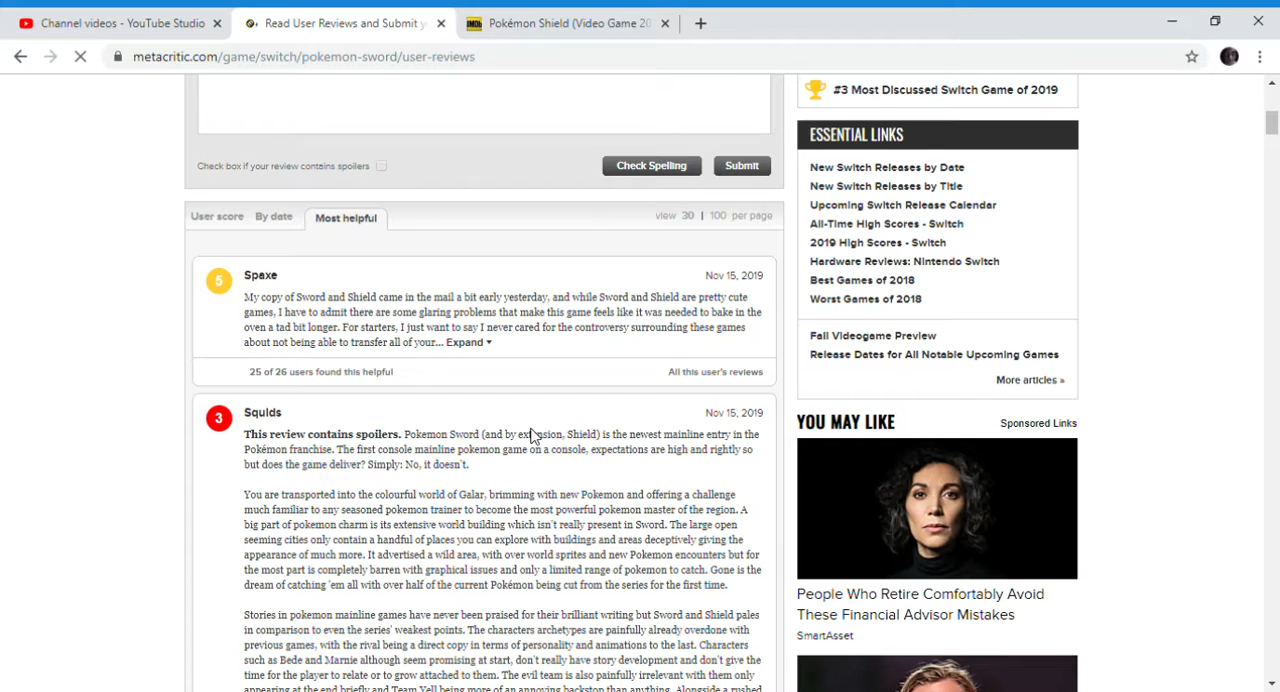 Channel videos - YouTube Studio
Read User Reviews and Submit y
IMDb Pokémon Shield (Video Game 20
metacritic.com/game/switch/pokemon-sword/user-reviews
#3 Most Discussed Switch Game of 2019
ESSENTIAL LINKS
Check box if your review contains spoilers
Check Spelling
Submit
New Switch Releases by Date
New Switch Releases by Title
Upcoming Switch Release Calendar
All-Time High Scores - Switch
2019 High Scores - Switch
Hardware Reviews: Nintendo Switch
Best Games of 2018
Worst Games of 2018
Fall Videogame Preview
Release Dates for All Notable Upcoming Games
More articles »
User score By date Most helpful view 30 | 100 per page
5
Spaxe Nov 15, 2019
My copy of Sword and Shield came in the mail a bit early yesterday, and while Sword and Shield are pretty cute
games, I have to admit there are some glaring problems that make this game feels like it was needed to bake in the
oven a tad bit longer. For starters, I just want to say I never cared for the controversy surrounding these games
about not being able to transfer all of your... Expand
25 of 26 users found this helpful All this user's reviews
3
Squids Nov 15, 2019
This review contains spoilers. Pokemon Sword (and by extension, Shield) is the newest mainline entry in the
Pokémon franchise. The first console mainline pokemon game on a console, expectations are high and rightly so
but does the game deliver? Simply: No, it doesn't.
You are transported into the colourful world of Galar, brimming with new Pokemon and offering a challenge
much familiar to any seasoned pokemon trainer to become the most powerful pokemon master of the region. A
big part of pokemon charm is its extensive world building which isn't really present in Sword. The large open
seeming cities only contain a handful of places you can explore with buildings and areas deceptively giving the
appearance of much more. It advertised a wild area, with over world sprites and new Pokemon encounters but for
the most part is completely barren with graphical issues and only a limited range of pokemon to catch. Gone is the
dream of catching 'em all with over half of the current Pokémon being cut from the series for the first time.
Stories in pokemon mainline games have never been praised for their brilliant writing but Sword and Shield pales
in comparison to even the series' weakest points. The characters archetypes are painfully already overdone with
previous games, with the rival being a direct copy in terms of personality and animations to the last. Characters
such as Bede and Marnie although seem promising at start, don't really have story development and don't give the
time for the player to relate or to grow attached to them. The evil team is also painfully irrelevant with them only
appearing at the end briefly and Team Yell being more of an annoying backstop than anything. Alongside a rushed
YOU MAY LIKE Sponsored Links
People Who Retire Comfortably Avoid
These Financial Advisor Mistakes
SmartAsset